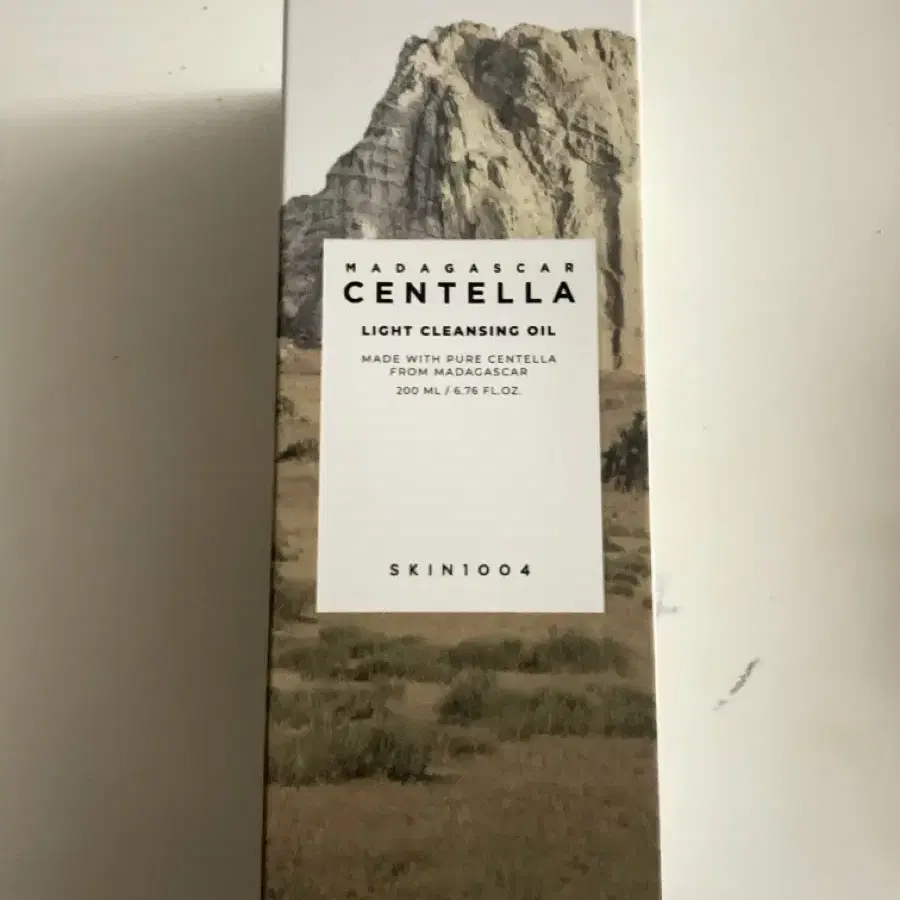 MADAGASCAR
CENTELLA
LIGHT CLEANSING OIL
MADE WITH PURE CENTELLA
FROM MADAGASCAR
200 ML / 6.76 FL.OZ.
SKIN1004